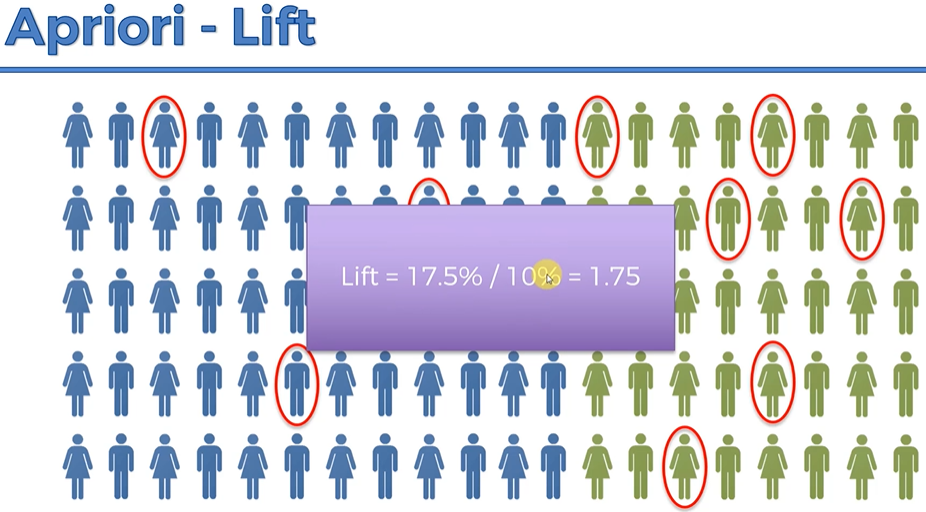 Apriori - Lift
Lift = 17.5% / 10% = 1.75